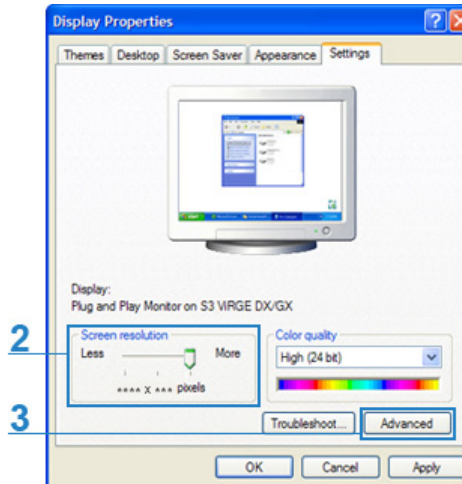 Display Properties
Themes Desktop Screen Saver Appearance Settings
Display:
Plug and Play Monitor on S3 VIRGE DX/GX
2
Screen resolution
Less More
**** X *** pixels
Color quality
High (24 bit)
3
Troubleshoot... Advanced
OK Cancel Apply